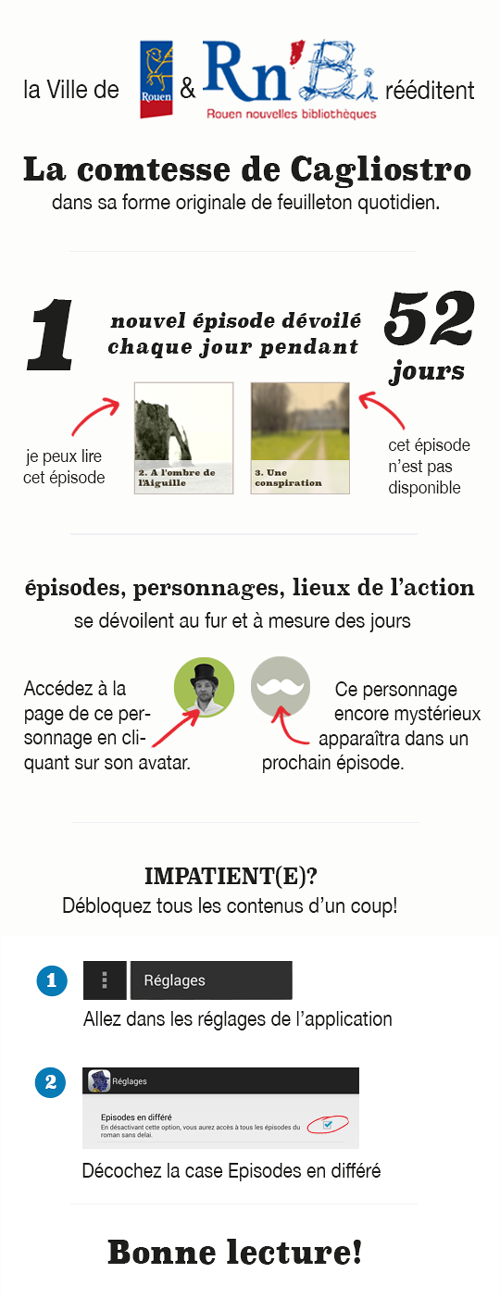 la Ville de Rouen & Rn'Bi rééditent
Rouen nouvelles bibliothèques
La comtesse de Cagliostro
dans sa forme originale de feuilleton quotidien.
1 nouvel épisode dévoilé
chaque jour pendant
52
jours
je peux lire
cet épisode
2. A l'ombre de
l'Aiguille
3. Une
conspiration
cet épisode
n'est pas
disponible
épisodes, personnages, lieux de l'action
se dévoilent au fur et à mesure des jours
Accédez à la
page de ce per-
sonnage en cli-
quant sur son avatar.
Ce personnage
encore mystérieux
apparaîtra dans un
prochain épisode.
IMPATIENT(E)?
Débloquez tous les contenus d'un coup!
1
Réglages
Allez dans les réglages de l'application
2
Réglages
Episodes en différé
En désactivant cette option, vous aurez accès à tous les épisodes du
roman sans delai.
Décochez la case Episodes en différé
Bonne lecture!